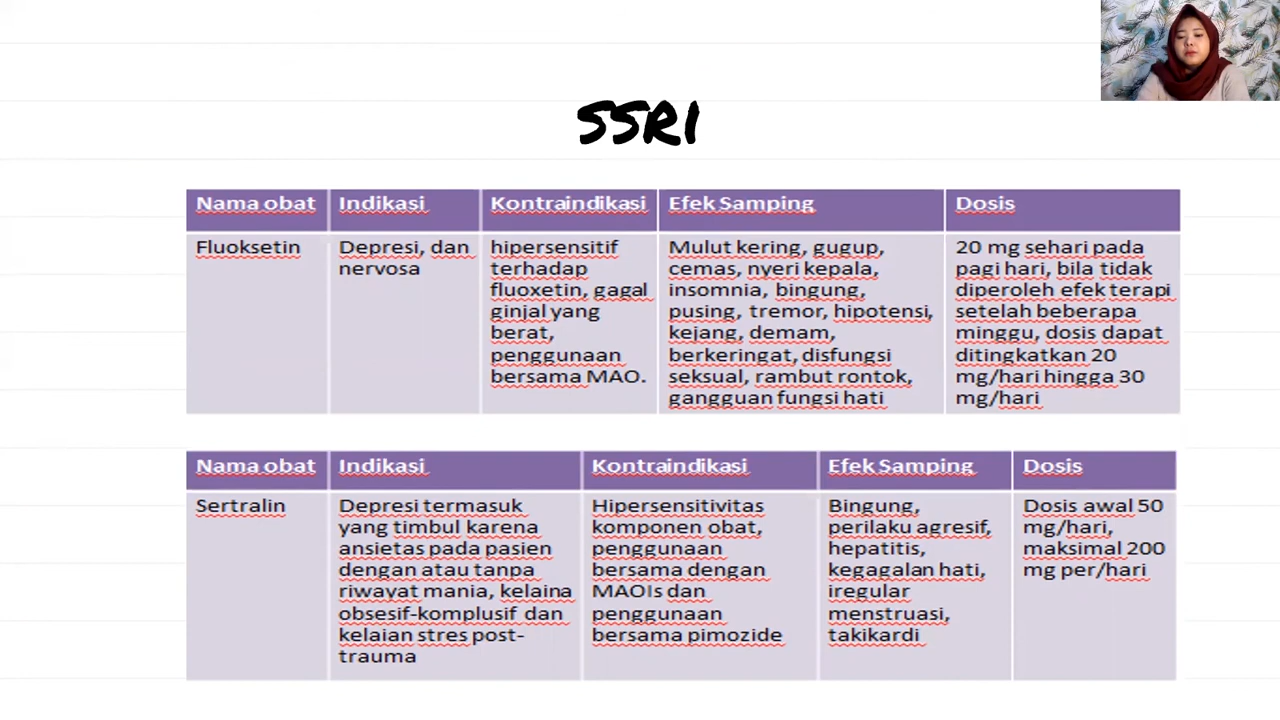 SSRI
Nama obat Indikasi Kontraindikasi Efek Samping Dosis
Fluoksetin
Depresi, dan
nervosa
hipersensitif
terhadap
fluoxetin, gagal
ginjal yang
berat,
penggunaan
bersama MAO.
Mulut kering, gugup,
cemas, nyeri kepala,
insomnia, bingung,
pusing, tremor, hipotensi,
kejang, demam,
berkeringat, disfungsi
seksual, rambut rontok,
gangguan fungsi hati
20 mg sehari pada
pagi hari, bila tidak
diperoleh efek terapi
setelah beberapa
minggu, dosis dapat
ditingkatkan 20
mg/hari hingga 30
mg/hari
Nama obat Indikasi Kontraindikasi Efek Samping Dosis
Sertralin
Depresi termasuk
yang timbul karena
ansietas pada pasien
dengan atau tanpa
riwayat mania, kelaina
obsesif-komplusif dan
kelaian stres post-
trauma
Hipersensitivitas
komponen obat,
penggunaan
bersama dengan
MAOIs dan
penggunaan
bersama pimozide
Bingung,
perilaku agresif,
hepatitis,
kegagalan hati,
iregular
menstruasi,
takikardi
Dosis awal 50
mg/hari,
maksimal 200
mg per/hari